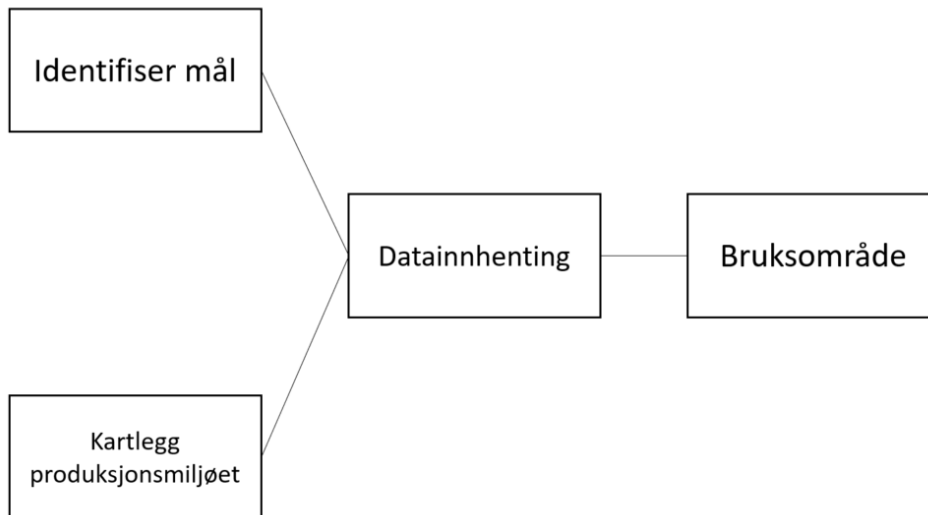 Identifiser mål
Datainnhenting
Bruksområde
Kartlegg
produksjonsmiljøet